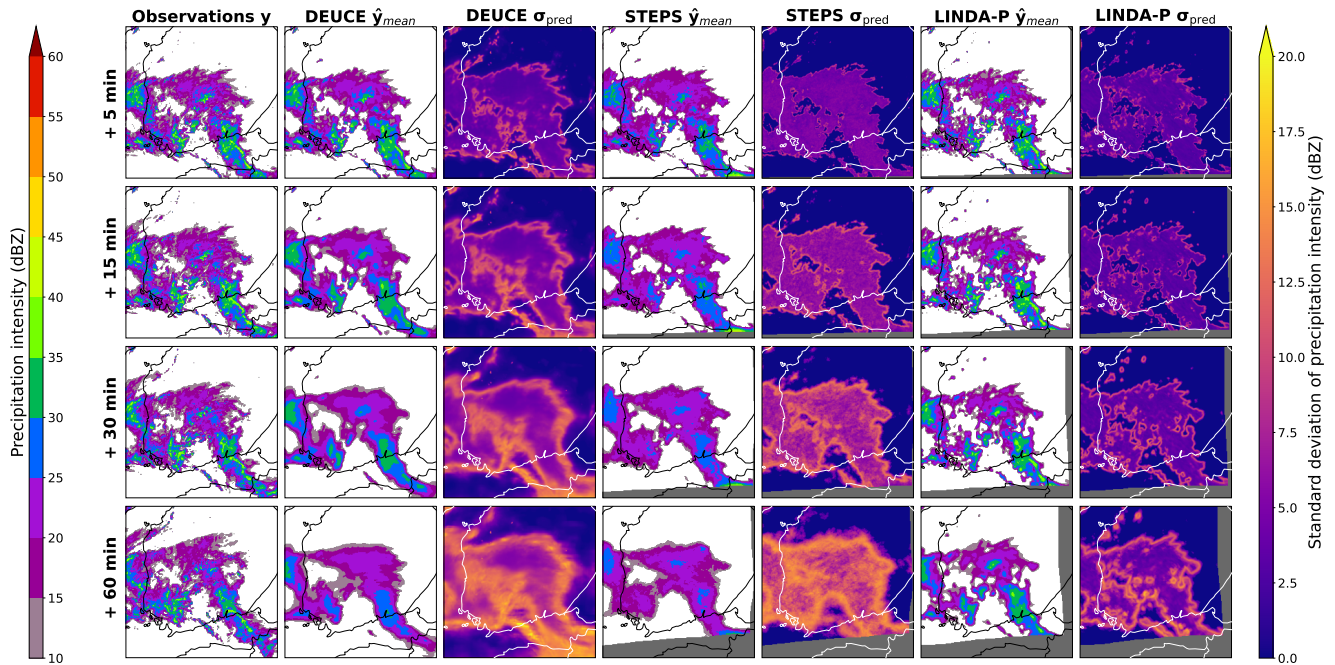 Observations y DEUCE ŷmean DEUCE σpred STEPS ŷmean STEPS σpred LINDA-P ŷmean LINDA-P σpred
+ 5 min
+ 15 min
+ 30 min
+ 60 min
Precipitation intensity (dBZ)
60
55
50
45
40
35
30
25
20
15
10
Standard deviation of precipitation intensity (dBZ)
20.0
17.5
15.0
12.5
10.0
7.5
5.0
2.5
0.0